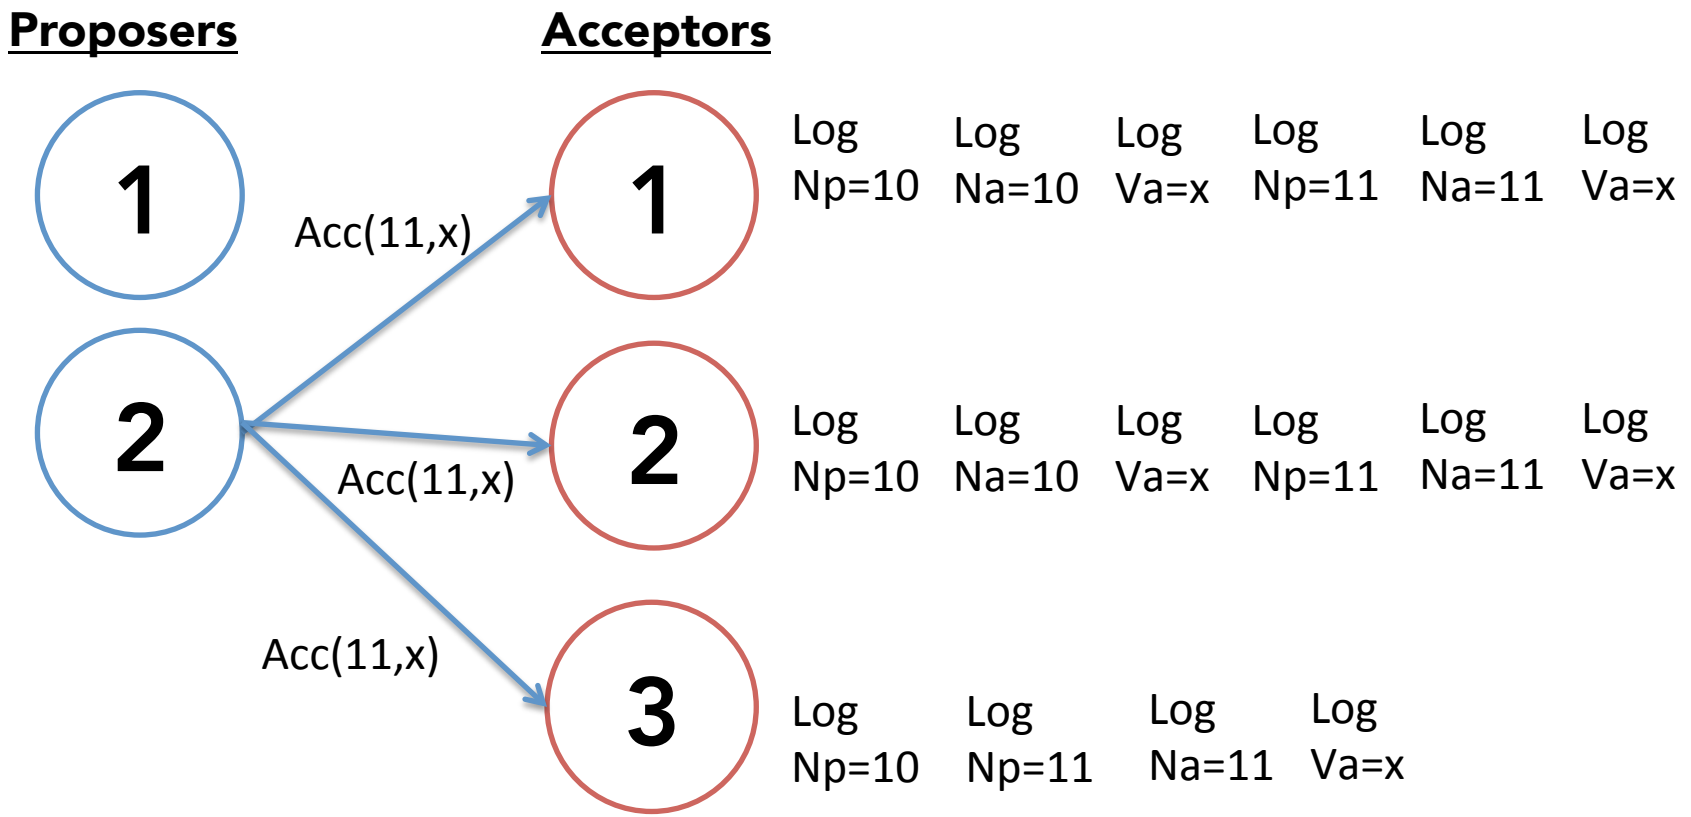 Proposers
Acceptors
1
Acc(11,x)
1
Log Log Log Log Log Log
Np=10 Na=10 Va=x Np=11 Na=11 Va=x
2
Acc(11,x)
2
Log Log Log Log Log Log
Np=10 Na=10 Va=x Np=11 Na=11 Va=x
Acc(11,x)
3
Log Log Log Log
Np=10 Np=11 Na=11 Va=x